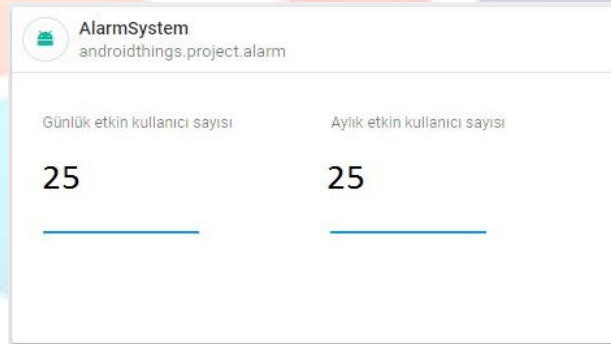 AlarmSystem
androidthings.project.alarm
Günlük etkin kullanıcı sayısı
Aylık etkin kullanıcı sayısı
25
25